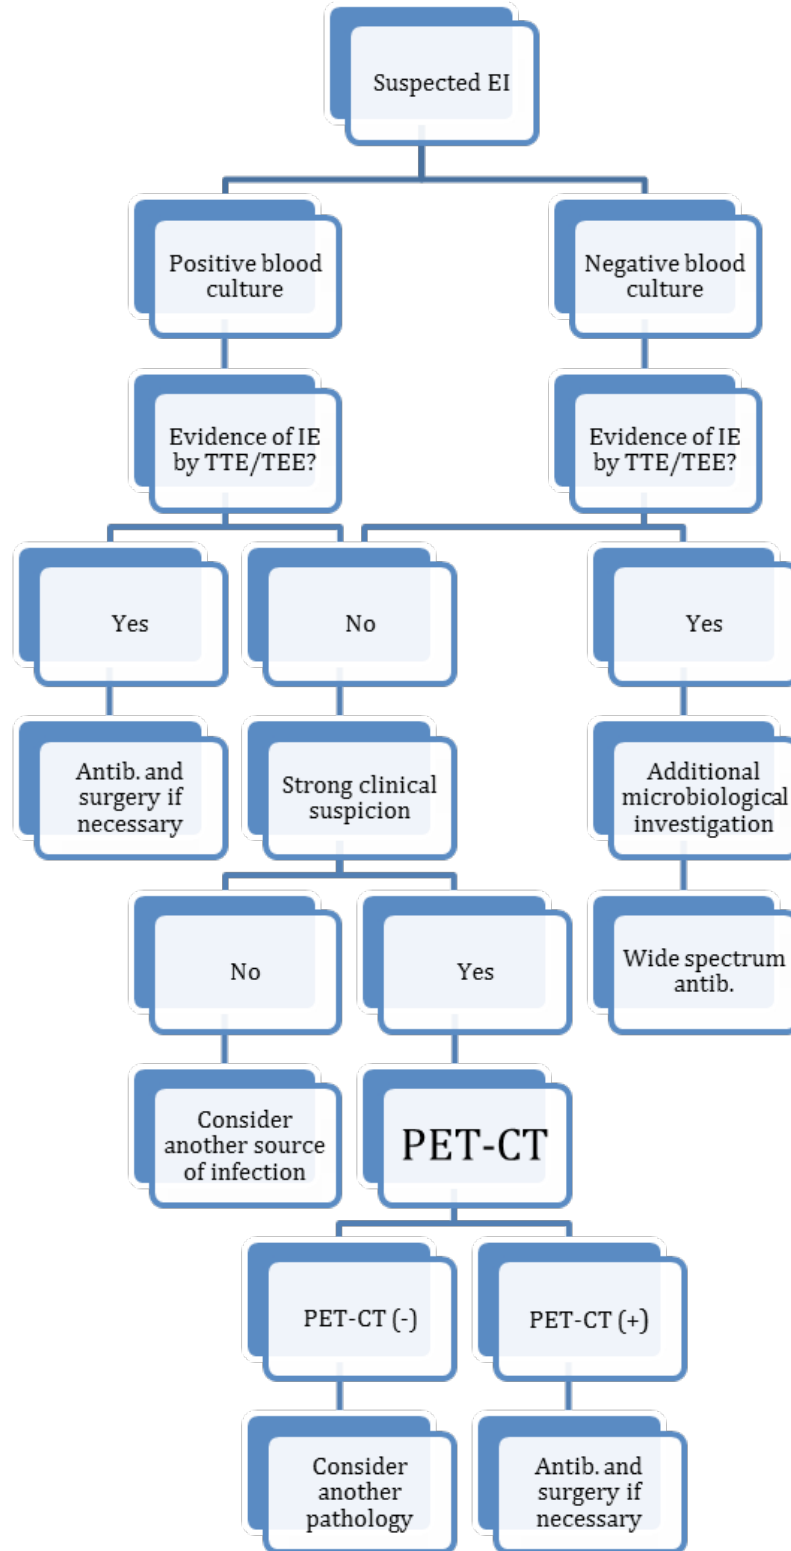 Suspected EI
Positive blood
culture
Negative blood
culture
Evidence of IE
by TTE/TEE?
Evidence of IE
by TTE/TEE?
Yes
No
Yes
Antib. and
surgery if
necessary
Strong clinical
suspicion
Additional
microbiological
investigation
No
Yes
Wide spectrum
antib.
Consider
another source
of infection
PET-CT
PET-CT (-)
PET-CT (+)
Consider
another
pathology
Antib. and
surgery if
necessary